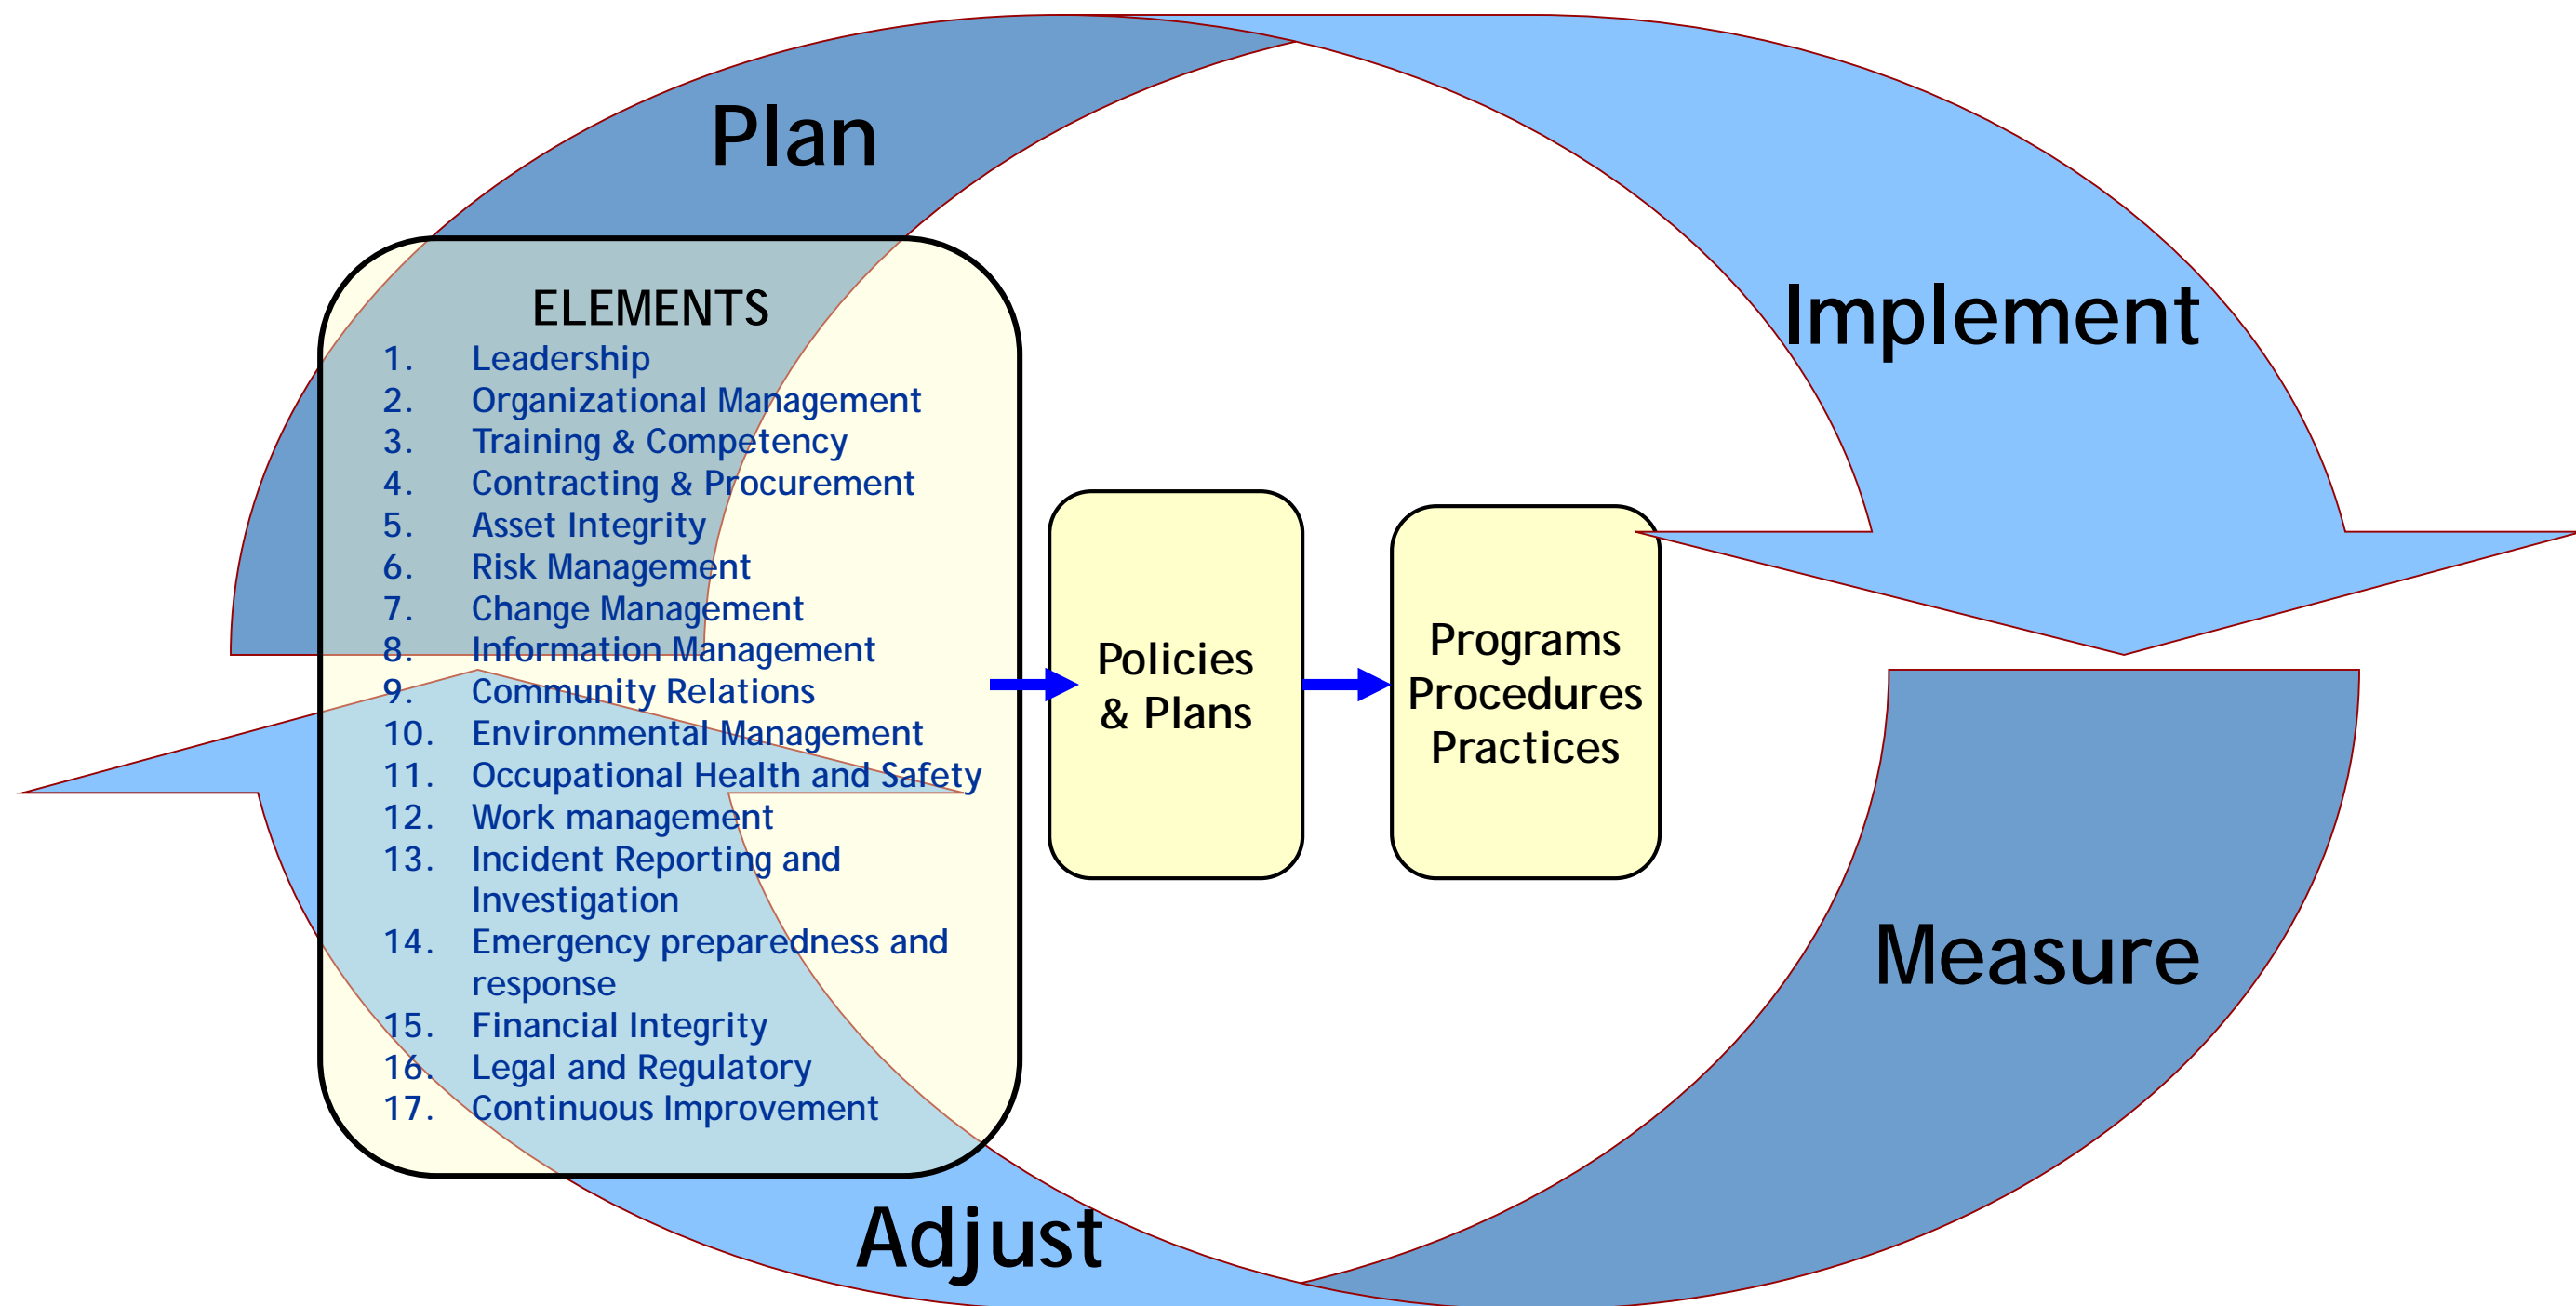 Plan
Implement
ELEMENTS
1. Leadership
2. Organizational Management
3. Training & Competency
4. Contracting & Procurement
5. Asset Integrity
6. Risk Management
7. Change Management
8. Information Management
9. Community Relations
10. Environmental Management
11. Occupational Health and Safety
12. Work management
13. Incident Reporting and
Investigation
14. Emergency preparedness and
response
15. Financial Integrity
16. Legal and Regulatory
17. Continuous Improvement
Policies
& Plans
Programs
Procedures
Practices
Measure
Adjust